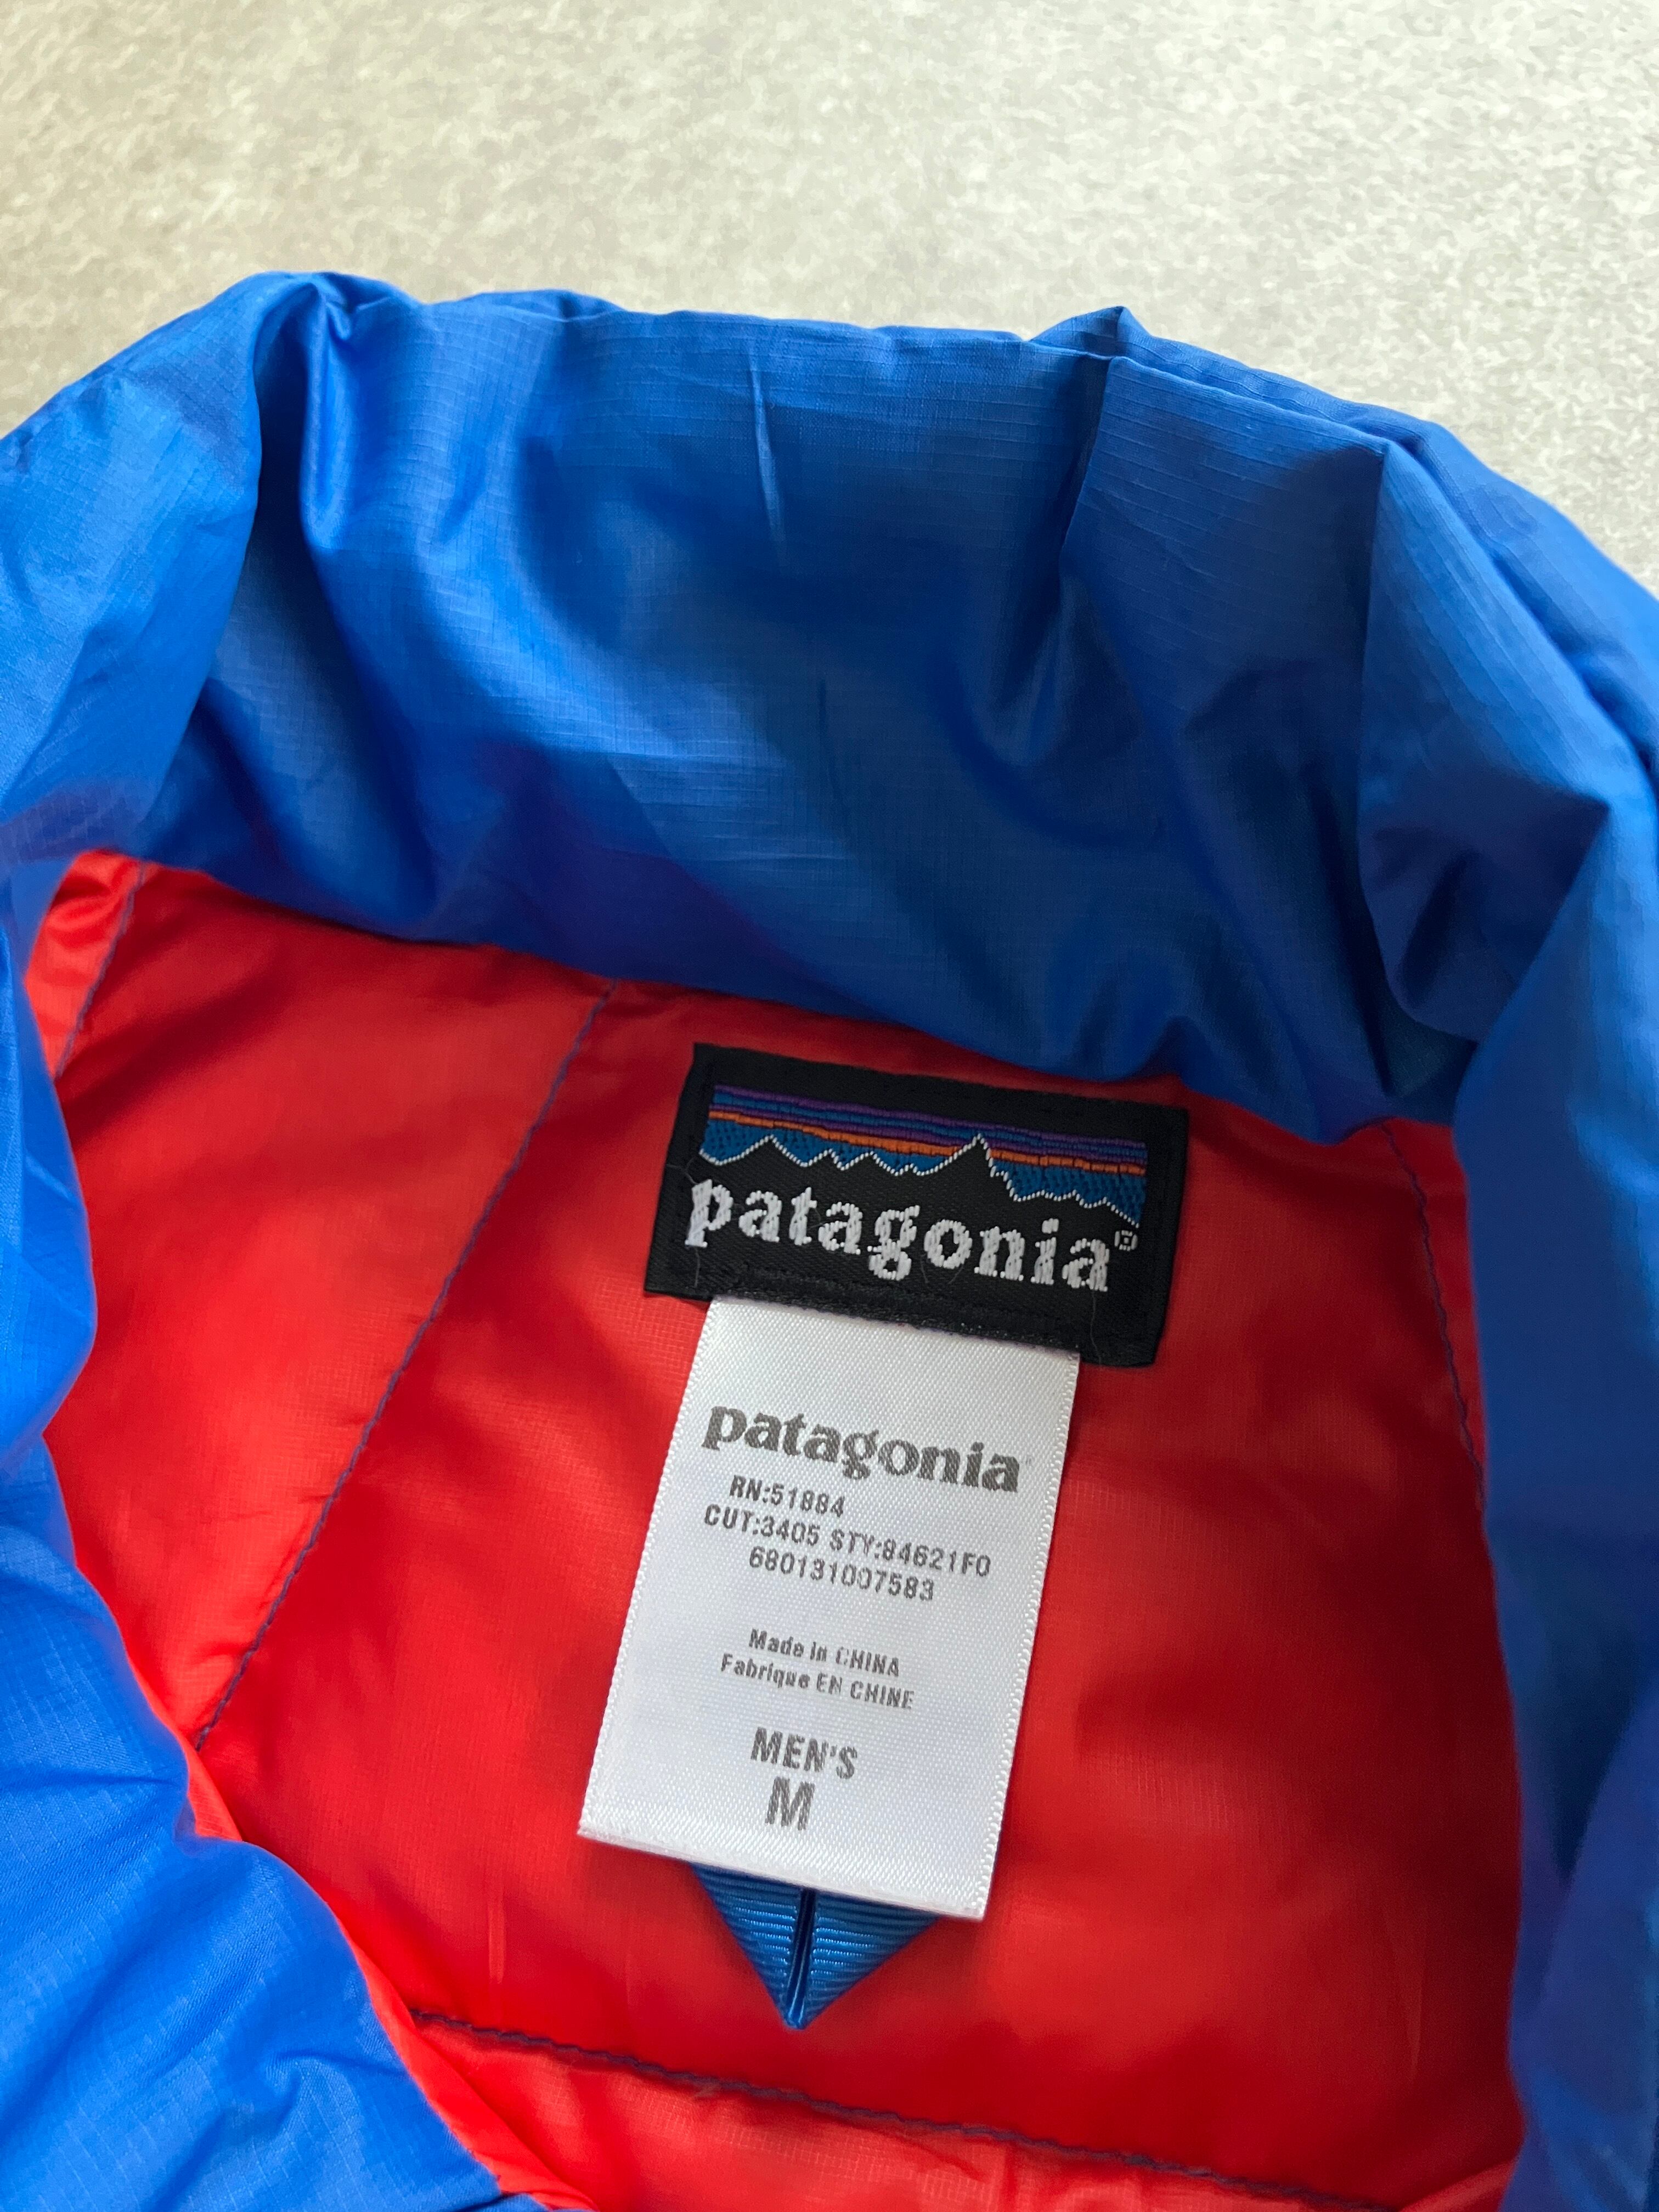 patagonia®
patagonia
RN:51884
CUT:3405 STY:84621F0
680131007583
Made in CHINA
Fabrique EN CHINE
MEN'S
M